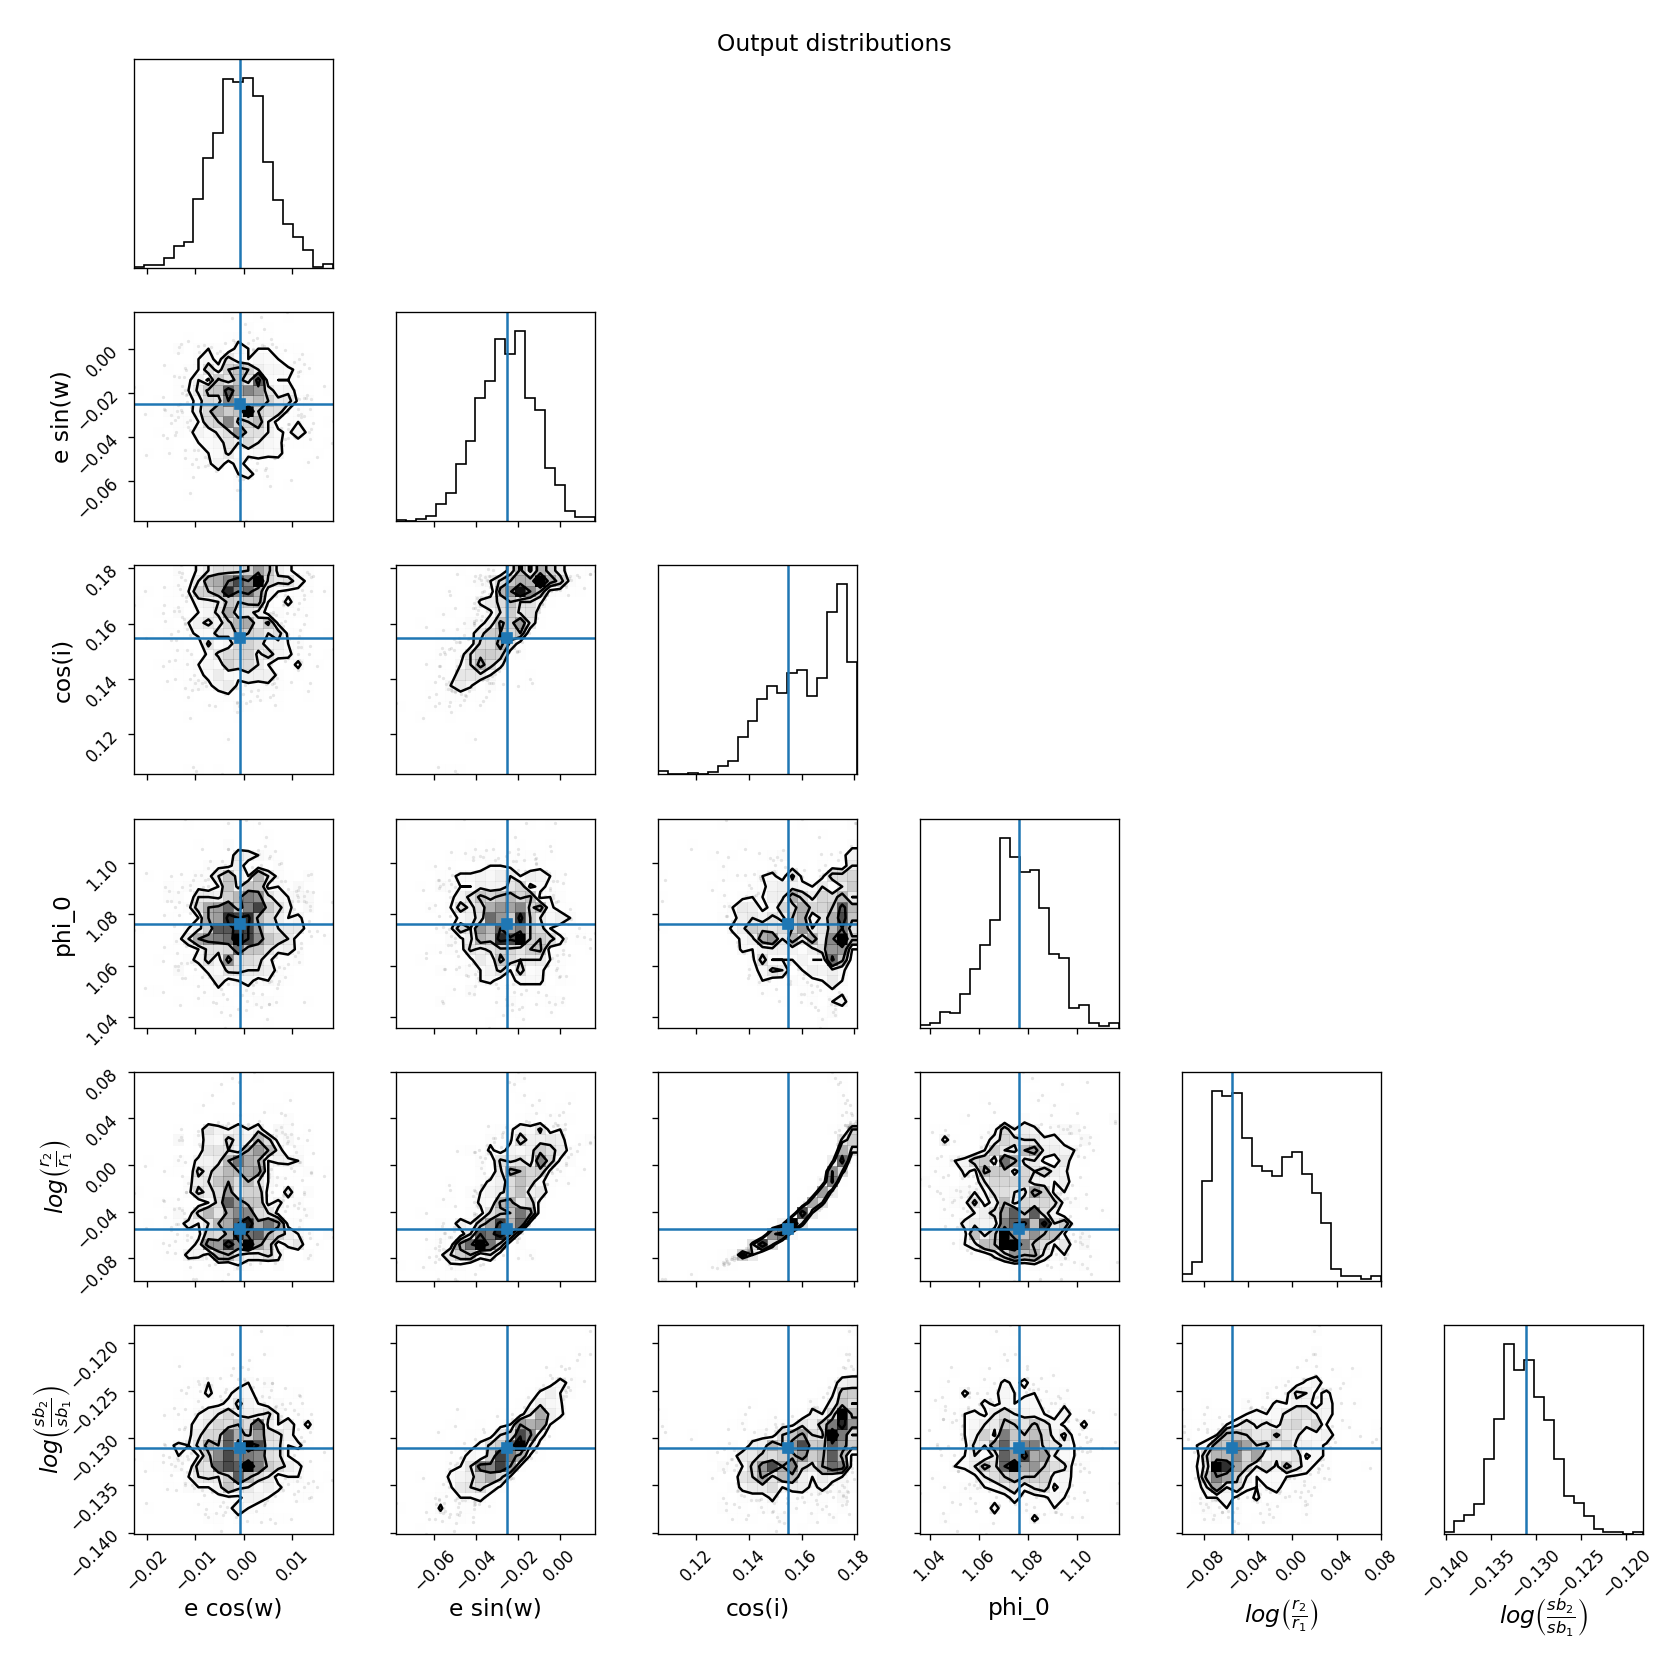 Output distributions
0.00
−0.02
−0.04
−0.06
e sin(w)
0.18
0.16
0.14
0.12
cos(i)
1.10
1.08
1.06
1.04
phi_0
0.08
0.04
0.00
−0.04
−0.08
log(r2/r1)
−0.120
−0.125
−0.130
−0.135
−0.140
log(sb2/sb1)
−0.02 −0.01 0.00 0.01
e cos(w)
−0.06 −0.04 −0.02 0.00
e sin(w)
0.12 0.14 0.16 0.18
cos(i)
1.04 1.06 1.08 1.10
phi_0
−0.08 −0.04 0.00 0.04 0.08
log(r2/r1)
−0.140 −0.135 −0.130 −0.125 −0.120
log(sb2/sb1)